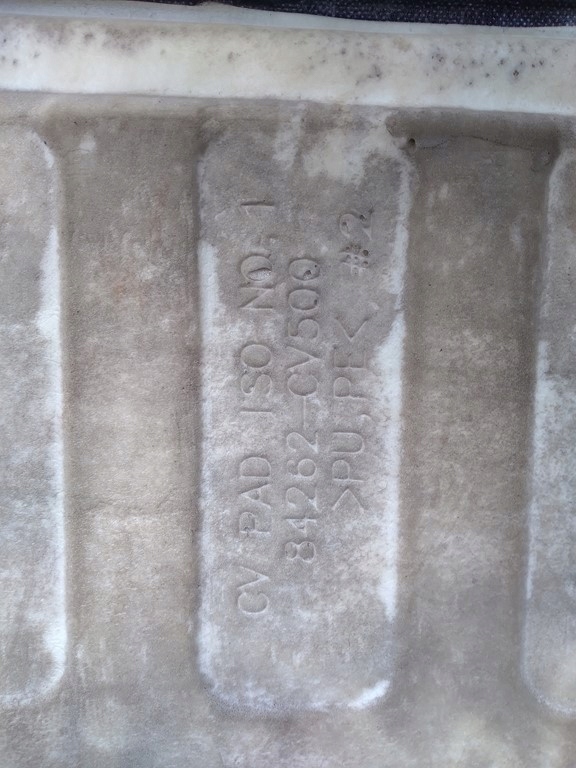 CV PAD ISO NO.1
84262-CV500
>PU,PE<, #2